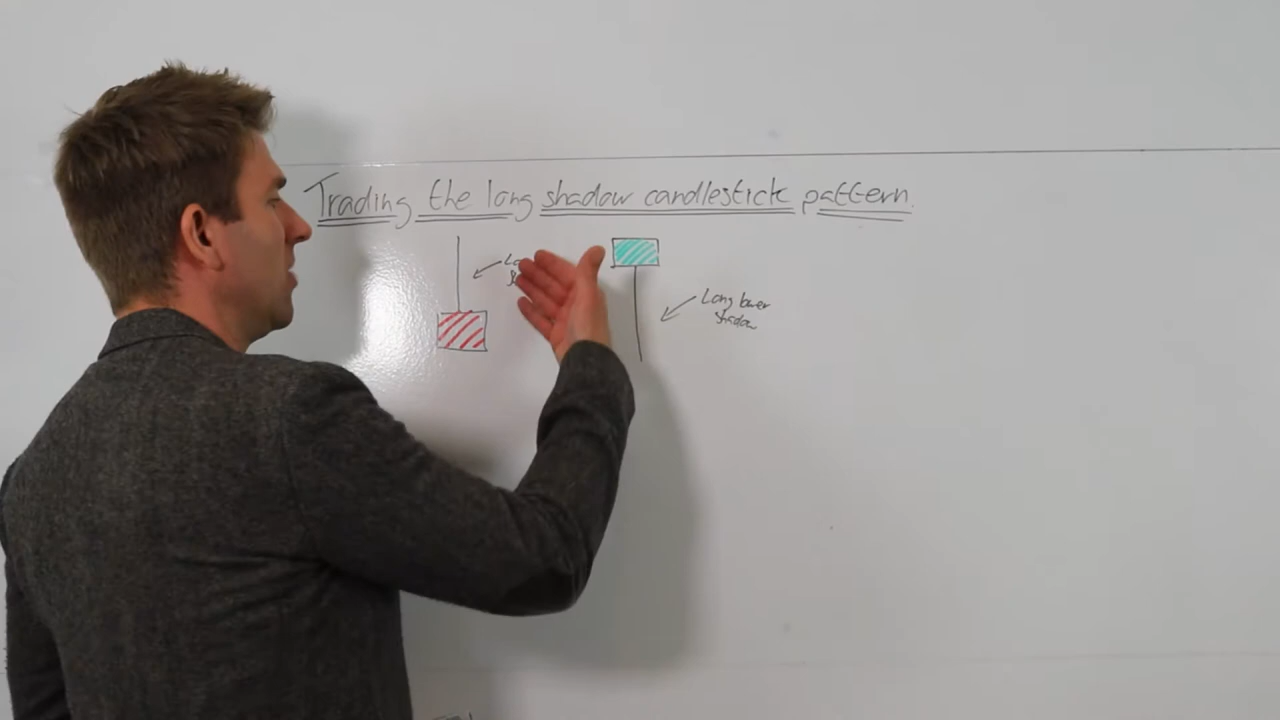 Trading the long shadow candlestick pattern.
Long lower
shadow